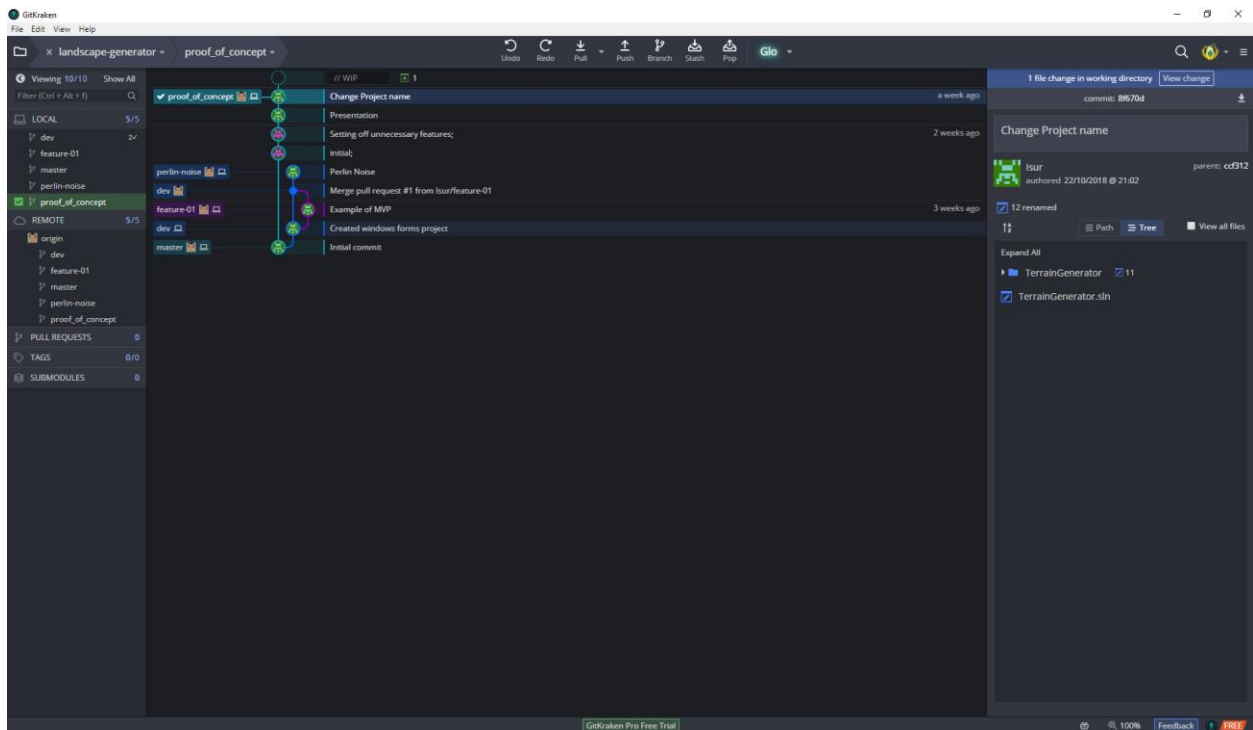 GitKraken
File Edit View Help
× landscape-generator
proof_of_concept
Undo Redo Pull Push Branch Stash Pop Glo
Viewing 10/10 Show All
Filter (Ctrl + Alt + f)
LOCAL 5/5
dev 2
feature-01
master
perlin-noise
proof_of_concept
REMOTE 5/5
origin
dev
feature-01
master
perlin-noise
proof_of_concept
PULL REQUESTS 0
TAGS 0/0
SUBMODULES 0
// WIP 1
proof_of_concept Change Project name a week ago
Presentation
Setting off unnecessary features; 2 weeks ago
initial;
perlin-noise Perlin Noise
dev Merge pull request #1 from Isur/feature-01
feature-01 Example of MVP 3 weeks ago
dev Created windows forms project
master Initial commit
1 file change in working directory View change
commit: 8f670d
Change Project name
Isur parent: ccf312
authored 22/10/2018 @ 21:02
12 renamed
Path Tree View all files
Expand All
TerrainGenerator 11
TerrainGenerator.sln
GitKraken Pro Free Trial
100% Feedback FREE